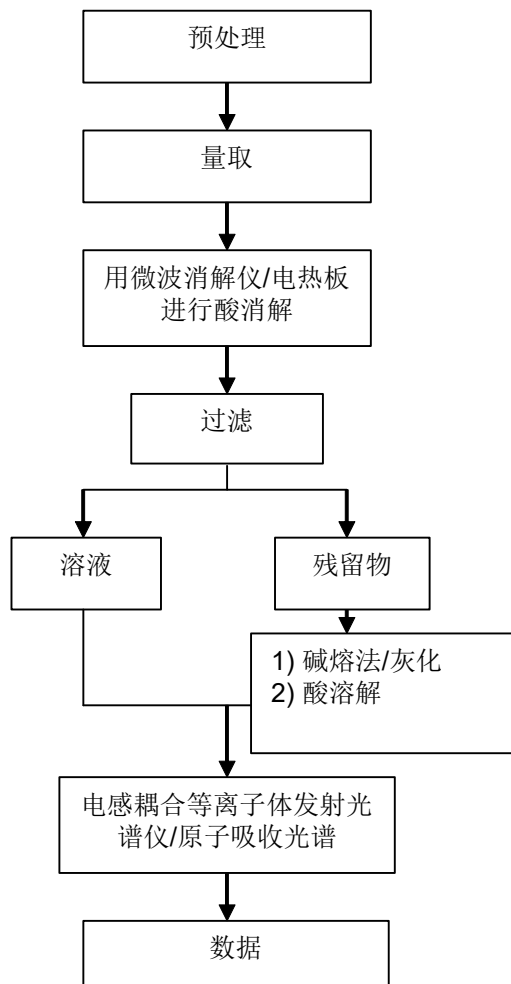 预处理
量取
用微波消解仪/电热板
进行酸消解
过滤
溶液
残留物
1) 碱熔法/灰化
2) 酸溶解
电感耦合等离子体发射光
谱仪/原子吸收光谱
数据